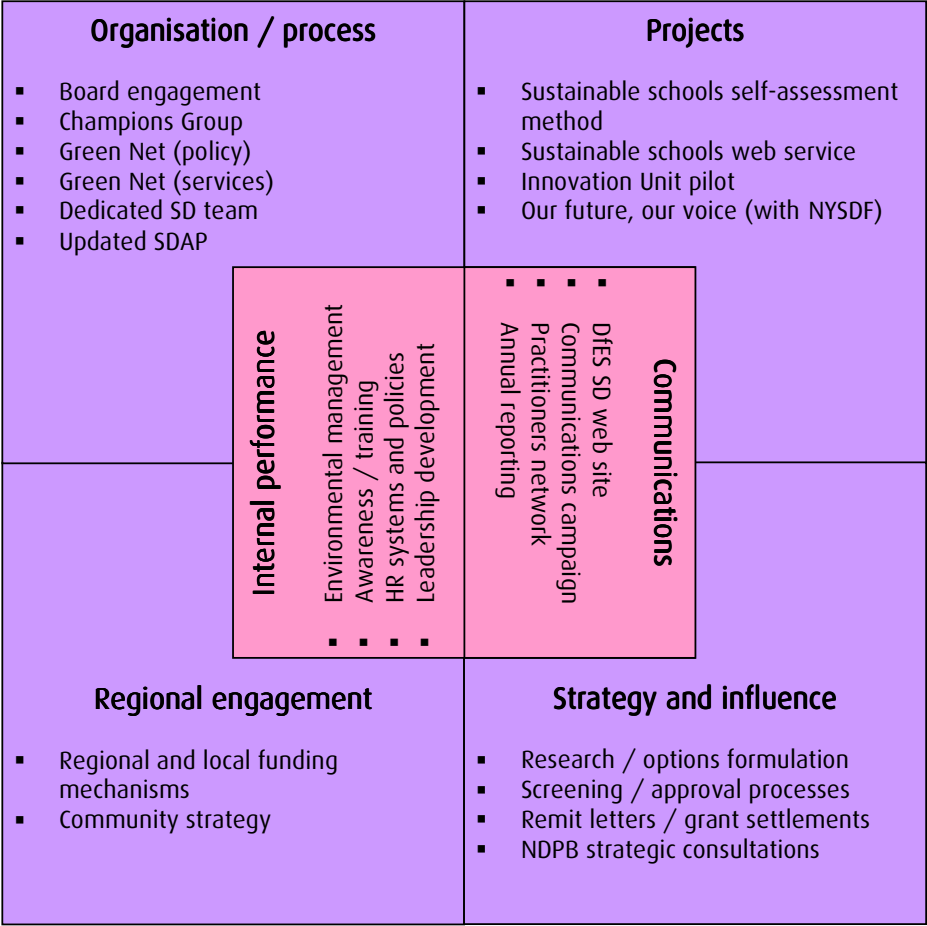 Organisation / process
▪ Board engagement
▪ Champions Group
▪ Green Net (policy)
▪ Green Net (services)
▪ Dedicated SD team
▪ Updated SDAP
Projects
▪ Sustainable schools self-assessment
method
▪ Sustainable schools web service
▪ Innovation Unit pilot
▪ Our future, our voice (with NYSDF)
Internal performance
▪ Environmental management
▪ Awareness / training
▪ HR systems and policies
▪ Leadership development
Communications
▪ DfES SD web site
▪ Communications campaign
▪ Practitioners network
▪ Annual reporting
Regional engagement
▪ Regional and local funding
mechanisms
▪ Community strategy
Strategy and influence
▪ Research / options formulation
▪ Screening / approval processes
▪ Remit letters / grant settlements
▪ NDPB strategic consultations